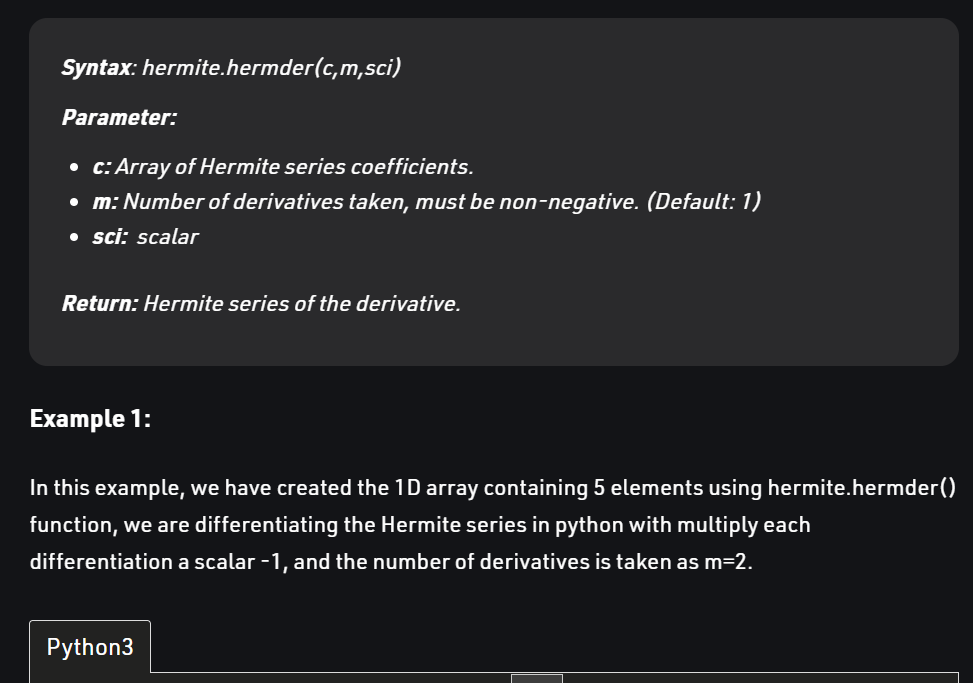 Syntax: hermite.hermder(c,m,sci)
Parameter:
c: Array of Hermite series coefficients.
m: Number of derivatives taken, must be non-negative. (Default: 1)
sci:  scalar
Return: Hermite series of the derivative.
Example 1:
In this example, we have created the 1D array containing 5 elements using hermite.hermder()
function, we are differentiating the Hermite series in python with multiply each
differentiation a scalar -1, and the number of derivatives is taken as m=2.
Python3